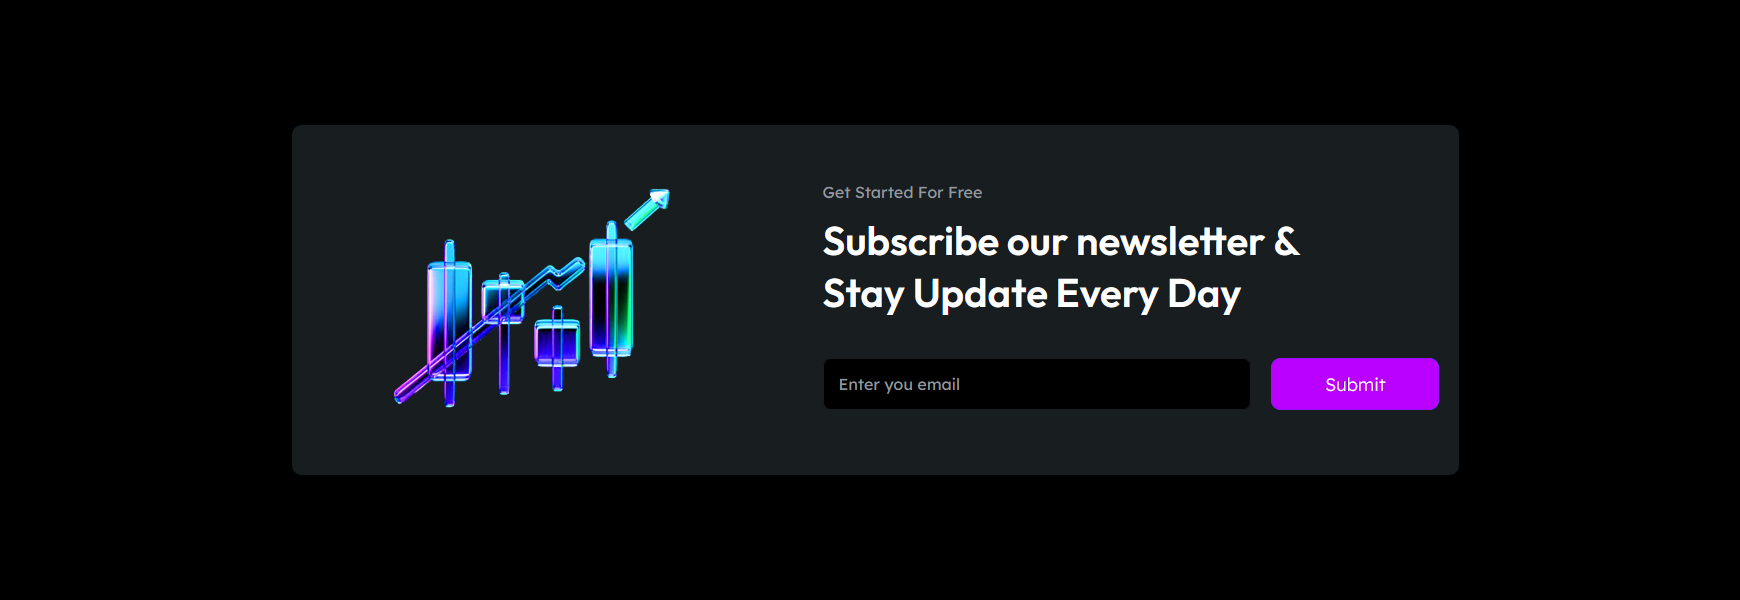 Get Started For Free
Subscribe our newsletter &
Stay Update Every Day
Enter you email
Submit